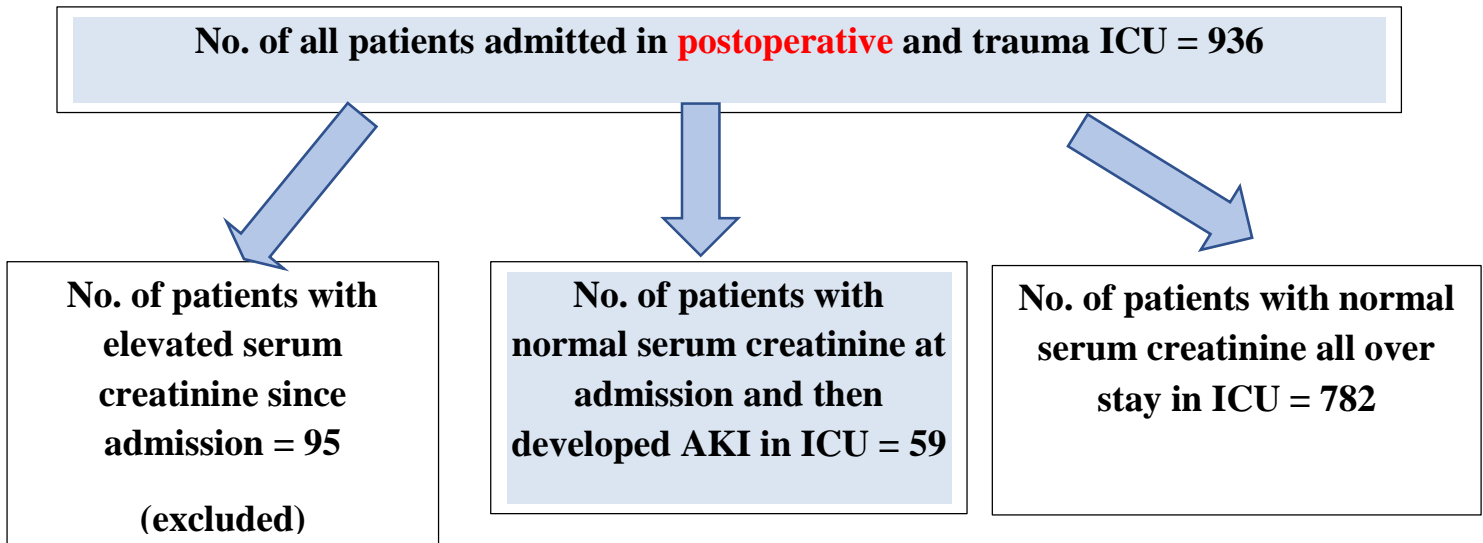 No. of all patients admitted in postoperative and trauma ICU = 936
No. of patients with
elevated serum
creatinine since
admission = 95
(excluded)
No. of patients with
normal serum creatinine at
admission and then
developed AKI in ICU = 59
No. of patients with normal
serum creatinine all over
stay in ICU = 782